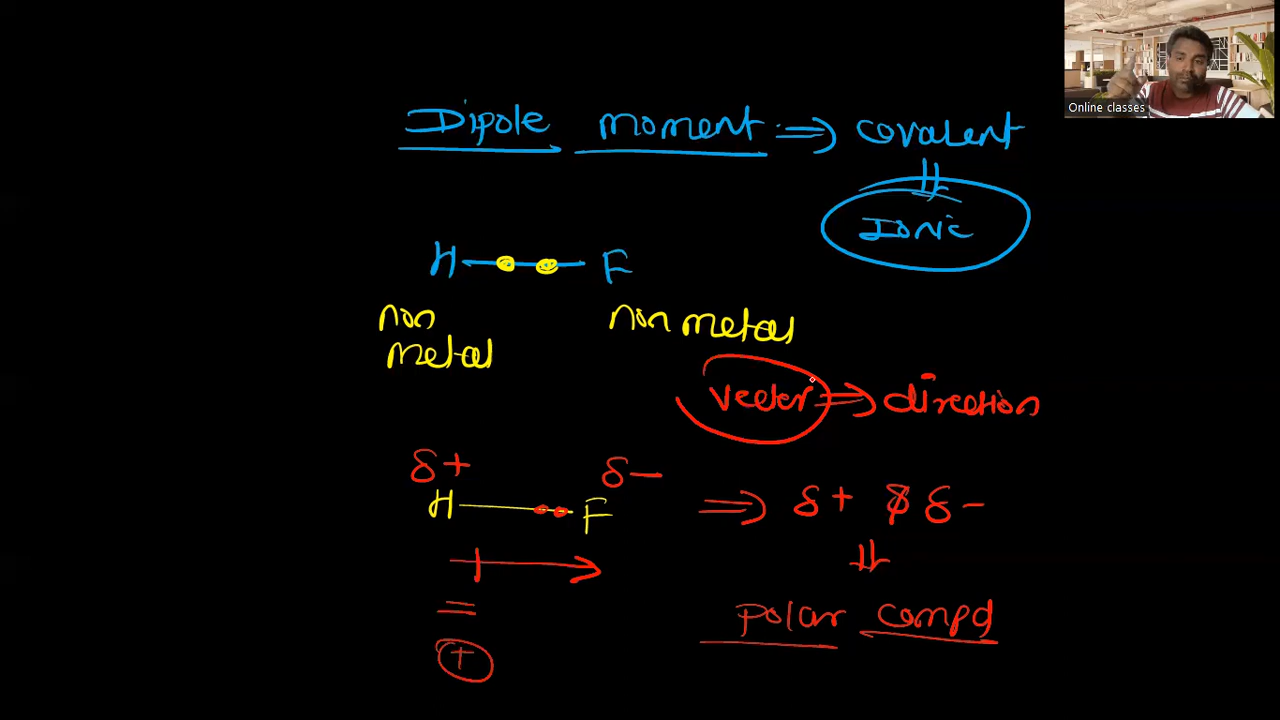 Online classes
Dipole moment => covalent
Ionic
H F
non
metal
non metal
vector => direction
δ+ δ-
H F => δ+ $ δ-
=
polar compd
+